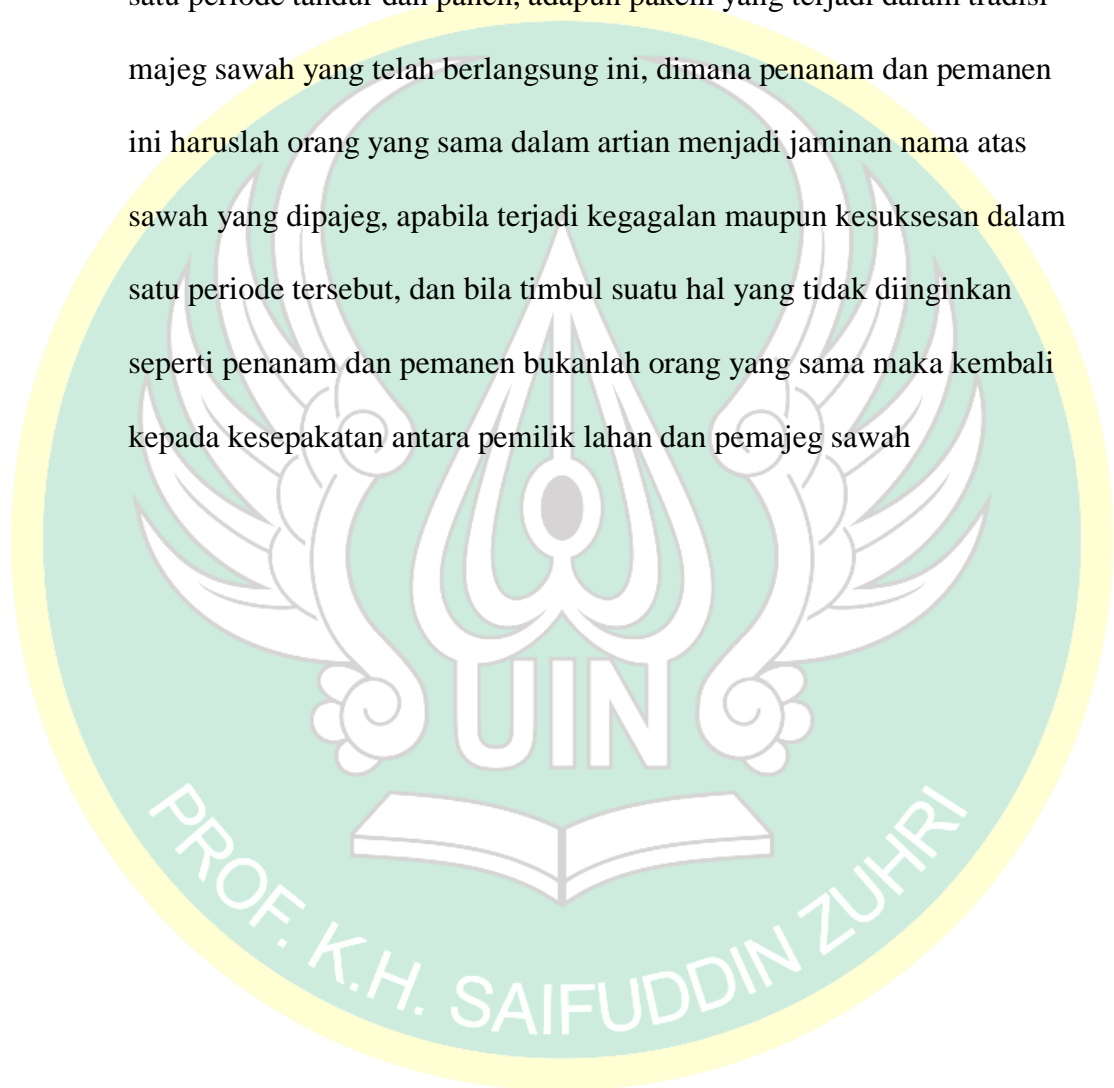 satu periode tandur dan panen, adapun pakem yang terjadi dalam tradisi
majeg sawah yang telah berlangsung ini, dimana penanam dan pemanen
ini haruslah orang yang sama dalam artian menjadi jaminan nama atas
sawah yang dipajeg, apabila terjadi kegagalan maupun kesuksesan dalam
satu periode tersebut, dan bila timbul suatu hal yang tidak diinginkan
seperti penanam dan pemanen bukanlah orang yang sama maka kembali
kepada kesepakatan antara pemilik lahan dan pemajeg sawah
UIN
PROF. K.H. SAIFUDDIN ZUHRI